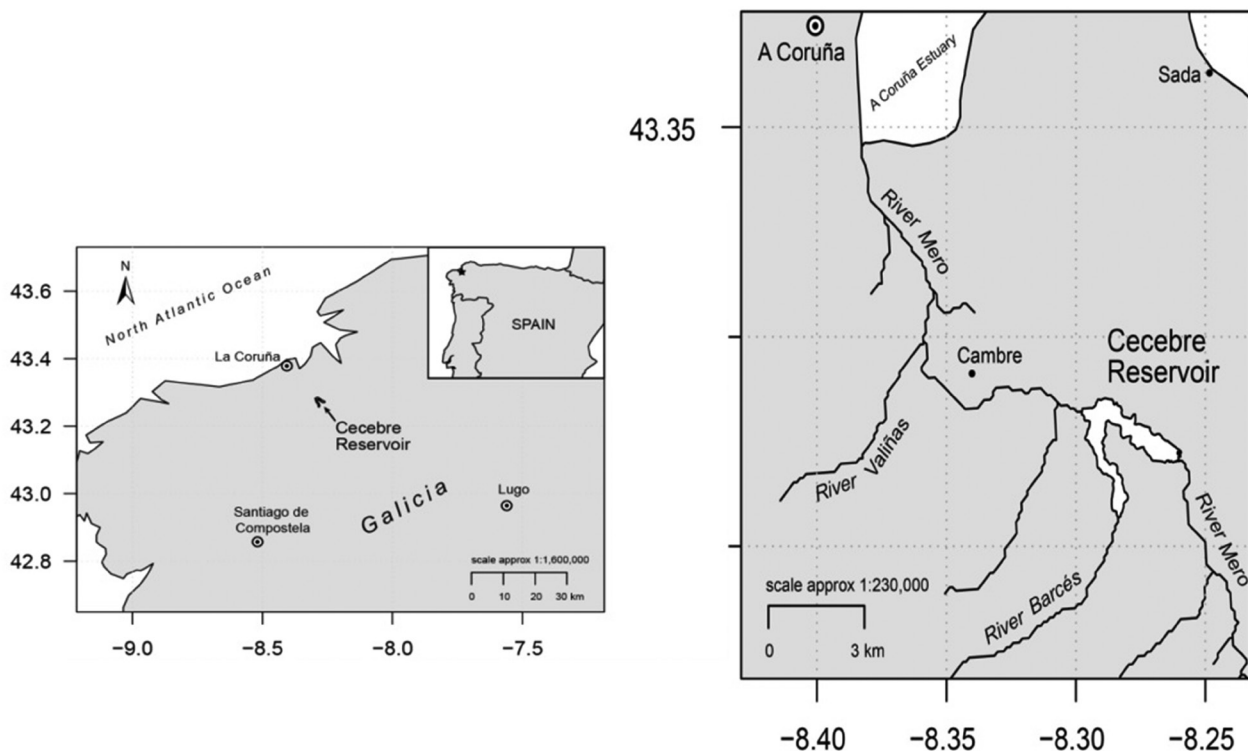 N
North Atlantic Ocean
SPAIN
La Coruña
Cecebre
Reservoir
Galicia
Lugo
Santiago de
Compostela
scale approx 1:1,600,000
0 10 20 30 km
43.6
43.4
43.2
43.0
42.8
−9.0 −8.5 −8.0 −7.5
A Coruña
A Coruña Estuary
Sada
43.35
River Mero
Cambre
Cecebre
Reservoir
River Valiñas
River Mero
River Barcés
scale approx 1:230,000
0 3 km
−8.40 −8.35 −8.30 −8.25